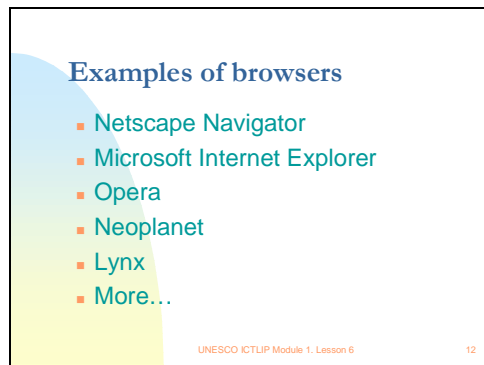 Examples of browsers
Netscape Navigator
Microsoft Internet Explorer
Opera
Neoplanet
Lynx
More…
UNESCO ICTLIP Module 1. Lesson 6 12